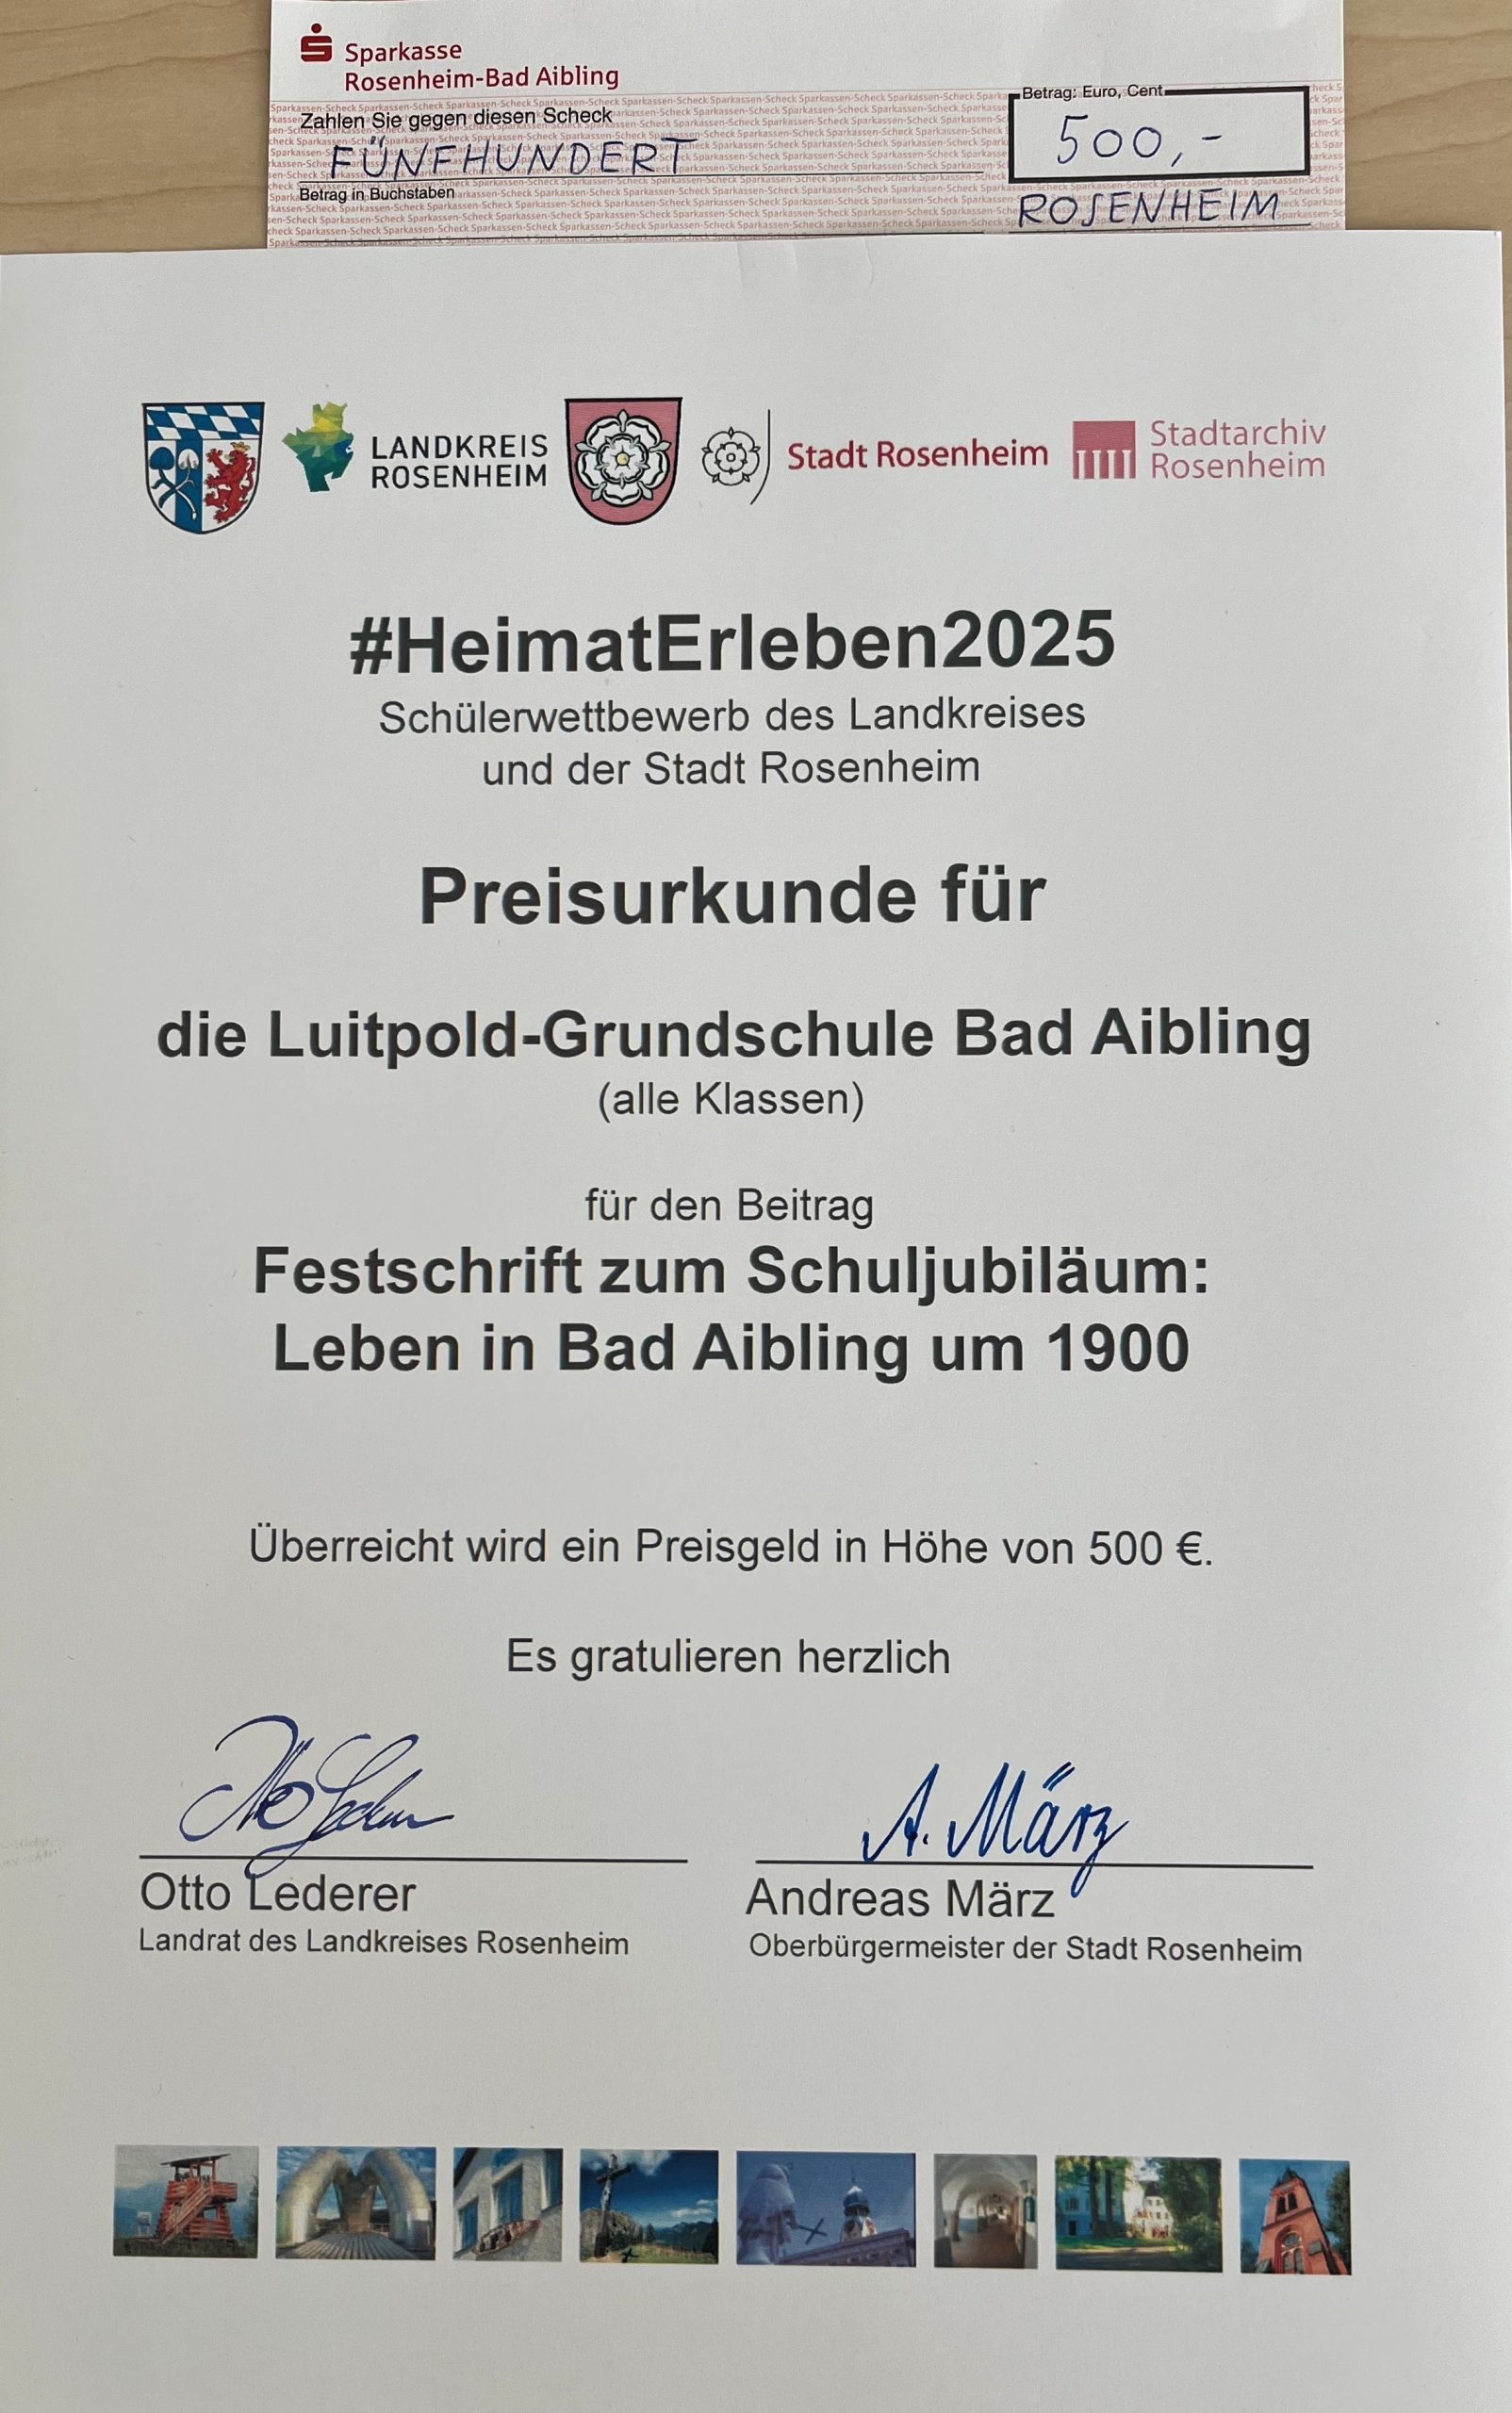 Sparkasse
Rosenheim-Bad Aibling
Zahlen Sie gegen diesen Scheck
FÜNFHUNDERT
Betrag in Buchstaben
Betrag: Euro, Cent
500,-
ROSENHEIM
LANDKREIS
ROSENHEIM
Stadt Rosenheim
Stadtarchiv
Rosenheim
#HeimatErleben2025
Schülerwettbewerb des Landkreises
und der Stadt Rosenheim
Preisurkunde für
die Luitpold-Grundschule Bad Aibling
(alle Klassen)
für den Beitrag
Festschrift zum Schuljubiläum:
Leben in Bad Aibling um 1900
Überreicht wird ein Preisgeld in Höhe von 500 €.
Es gratulieren herzlich
A. März
Otto Lederer
Landrat des Landkreises Rosenheim
Andreas März
Oberbürgermeister der Stadt Rosenheim